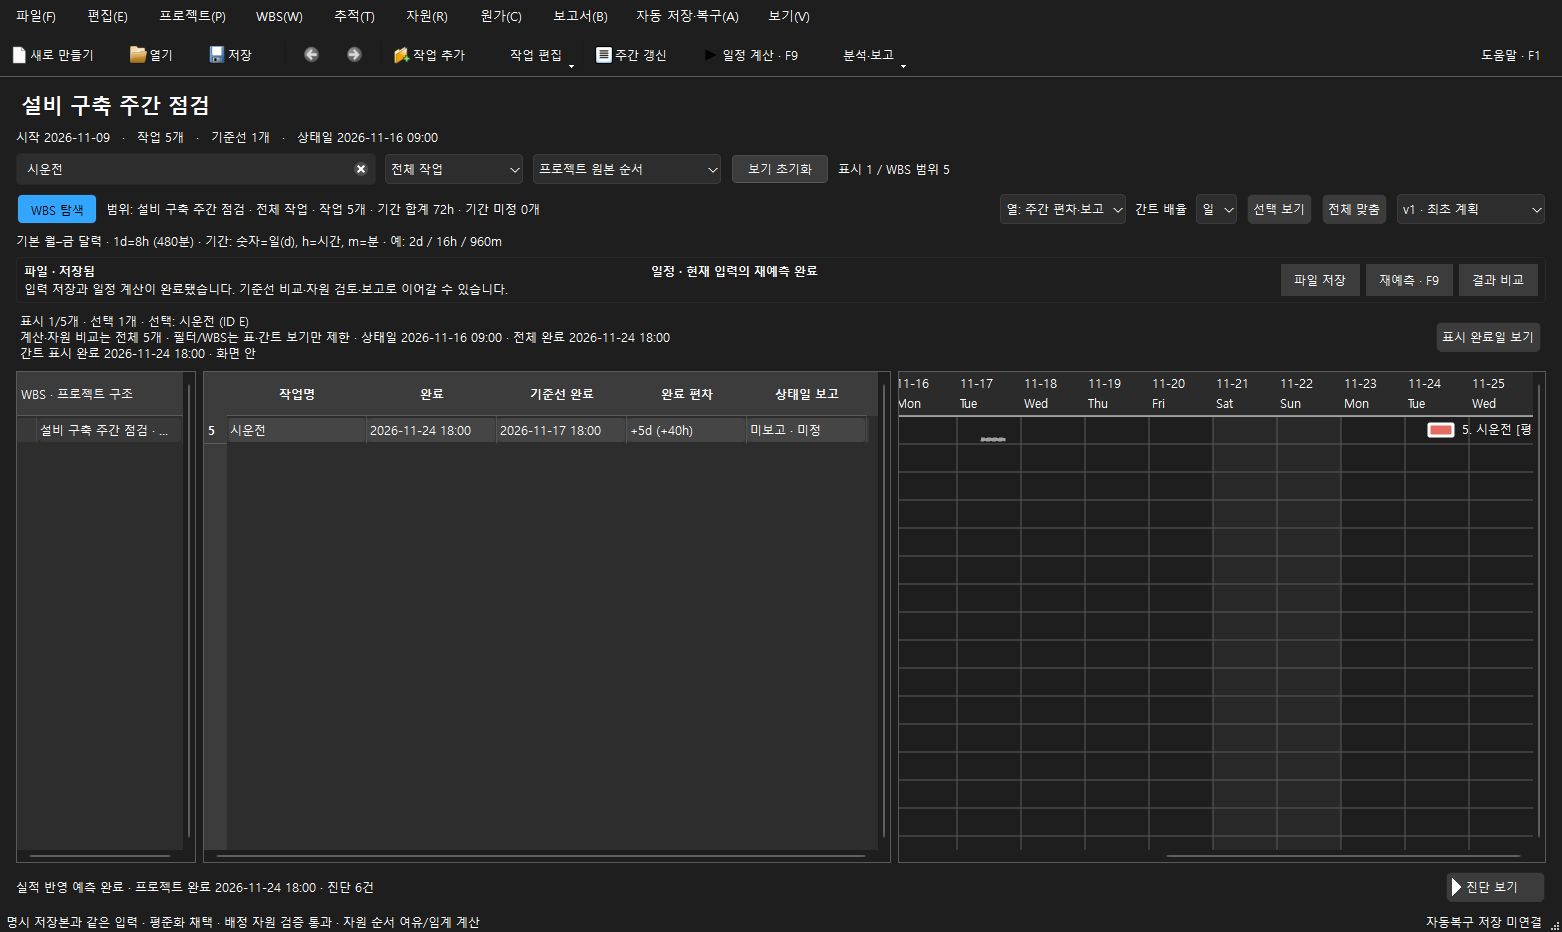 파일(F) 편집(E) 프로젝트(P) WBS(W) 추적(T) 자원(R) 원가(C) 보고서(B) 자동 저장·복구(A) 보기(V)
새로 만들기 열기 저장 작업 추가 작업 편집 주간 갱신 일정 계산 · F9 분석·보고 도움말 · F1
설비 구축 주간 점검
시작 2026-11-09 · 작업 5개 · 기준선 1개 · 상태일 2026-11-16 09:00
시운전 전체 작업 프로젝트 원본 순서 보기 초기화 표시 1 / WBS 범위 5
WBS 탐색 범위: 설비 구축 주간 점검 · 전체 작업 · 작업 5개 · 기간 합계 72h · 기간 미정 0개 열: 주간 편차·보고 간트 배율 일 선택 보기 전체 맞춤 v1 · 최초 계획
기본 월–금 달력 · 1d=8h (480분) · 기간: 숫자=일(d), h=시간, m=분 · 예: 2d / 16h / 960m
파일 · 저장됨 일정 · 현재 입력의 재예측 완료
입력 저장과 일정 계산이 완료됐습니다. 기준선 비교·자원 검토·보고로 이어갈 수 있습니다. 파일 저장 재예측 · F9 결과 비교
표시 1/5개 · 선택 1개 · 선택: 시운전 (ID E)
계산·자원 비교는 전체 5개 · 필터/WBS는 표·간트 보기만 제한 · 상태일 2026-11-16 09:00 · 전체 완료 2026-11-24 18:00 표시 완료일 보기
간트 표시 완료 2026-11-24 18:00 · 화면 안
WBS · 프로젝트 구조 작업명 완료 기준선 완료 완료 편차 상태일 보고
11-16 11-17 11-18 11-19 11-20 11-21 11-22 11-23 11-24 11-25
Mon Tue Wed Thu Fri Sat Sun Mon Tue Wed
설비 구축 주간 점검 · ... 5 시운전 2026-11-24 18:00 2026-11-17 18:00 +5d (+40h) 미보고 · 미정 5. 시운전 [평
실적 반영 예측 완료 · 프로젝트 완료 2026-11-24 18:00 · 진단 6건 진단 보기
명시 저장본과 같은 입력 · 평준화 채택 · 배정 자원 검증 통과 · 자원 순서 여유/임계 계산 자동복구 저장 미연결